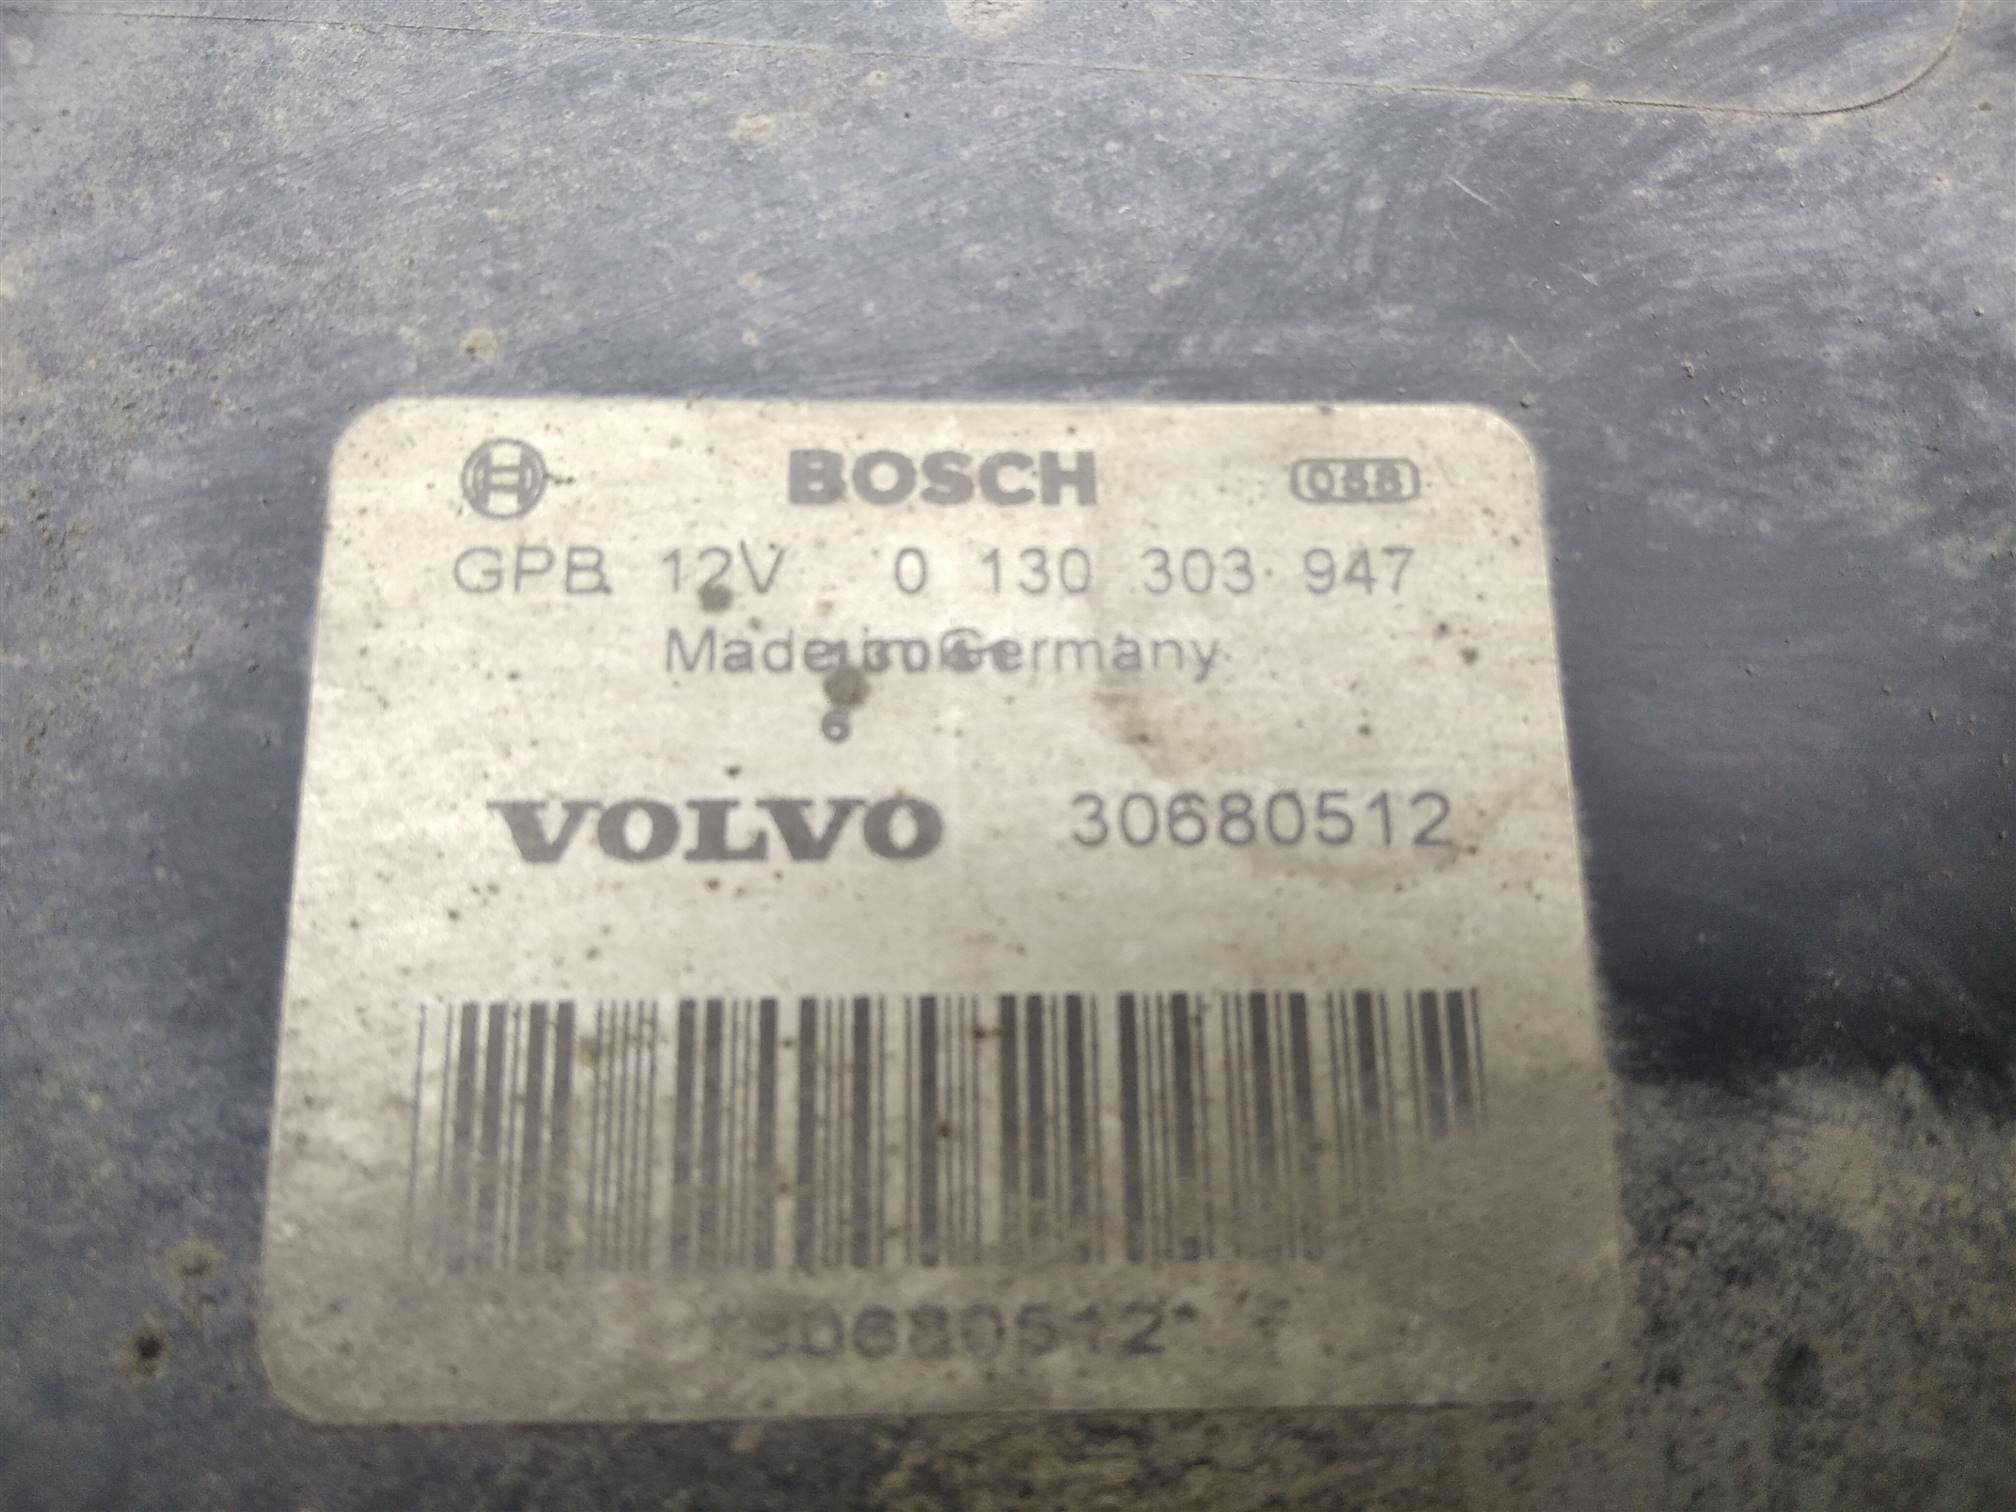 BOSCH
GPB 12V 0 130 303 947
Made in Germany
6
VOLVO 30680512
*30680512*